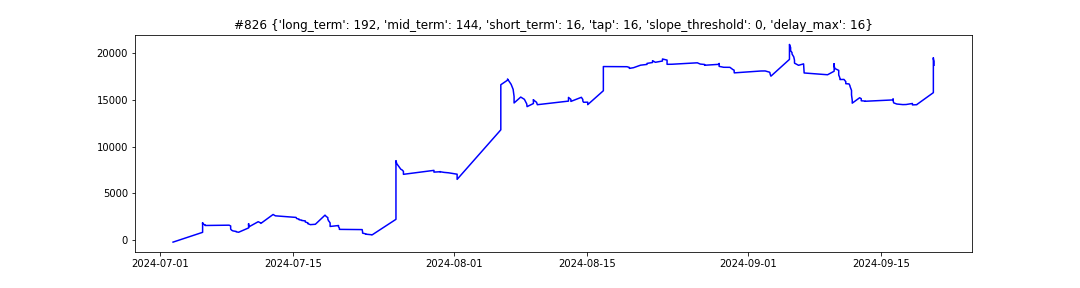 #826 {'long_term': 192, 'mid_term': 144, 'short_term': 16, 'tap': 16, 'slope_threshold': 0, 'delay_max': 16}
20000
15000
10000
5000
0
2024-07-01 2024-07-15 2024-08-01 2024-08-15 2024-09-01 2024-09-15